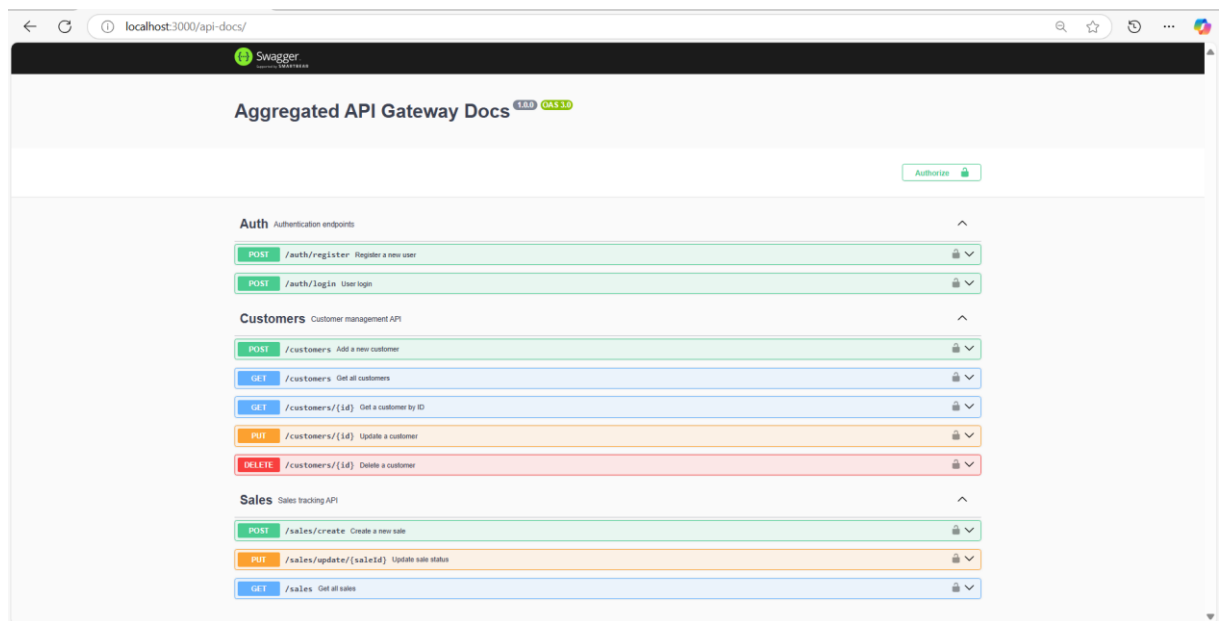 localhost:3000/api-docs/
Swagger
Supported by SMARTBEAR
Aggregated API Gateway Docs 1.0.0 OAS 3.0
Authorize
Auth Authentication endpoints
POST /auth/register Register a new user
POST /auth/login User login
Customers Customer management API
POST /customers Add a new customer
GET /customers Get all customers
GET /customers/{id} Get a customer by ID
PUT /customers/{id} Update a customer
DELETE /customers/{id} Delete a customer
Sales Sales tracking API
POST /sales/create Create a new sale
PUT /sales/update/{saleId} Update sale status
GET /sales Get all sales